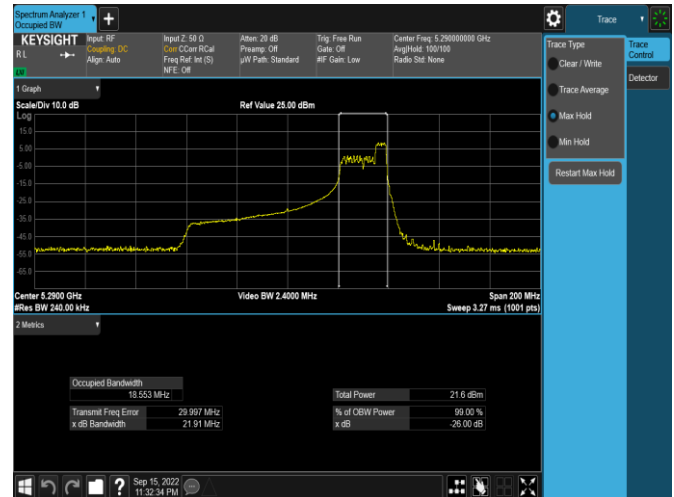 Spectrum Analyzer 1
Occupied BW
KEYSIGHT
RL
LV
Input: RF
Coupling: DC
Align: Auto
Input Z: 50 Ω
Corr CCorr RCal
Freq Ref: Int (S)
NFE: Off
Atten: 20 dB
Preamp: Off
µW Path: Standard
Trig: Free Run
Gate: Off
#IF Gain: Low
Center Freq: 5.290000000 GHz
Avg|Hold: 100/100
Radio Std: None
1 Graph
Scale/Div 10.0 dB
Ref Value 25.00 dBm
Log
15.0
5.00
-5.00
-15.0
-25.0
-35.0
-45.0
-55.0
-65.0
Center 5.2900 GHz
Video BW 2.4000 MHz
Span 200 MHz
#Res BW 240.00 kHz
Sweep 3.27 ms (1001 pts)
2 Metrics
Occupied Bandwidth
18.553 MHz
Total Power 21.6 dBm
Transmit Freq Error 29.997 MHz
% of OBW Power 99.00 %
x dB Bandwidth 21.91 MHz
x dB -26.00 dB
Sep 15, 2022
11:32:34 PM
Trace
Trace Type
Clear / Write
Trace Average
Max Hold
Min Hold
Restart Max Hold
Trace
Control
Detector